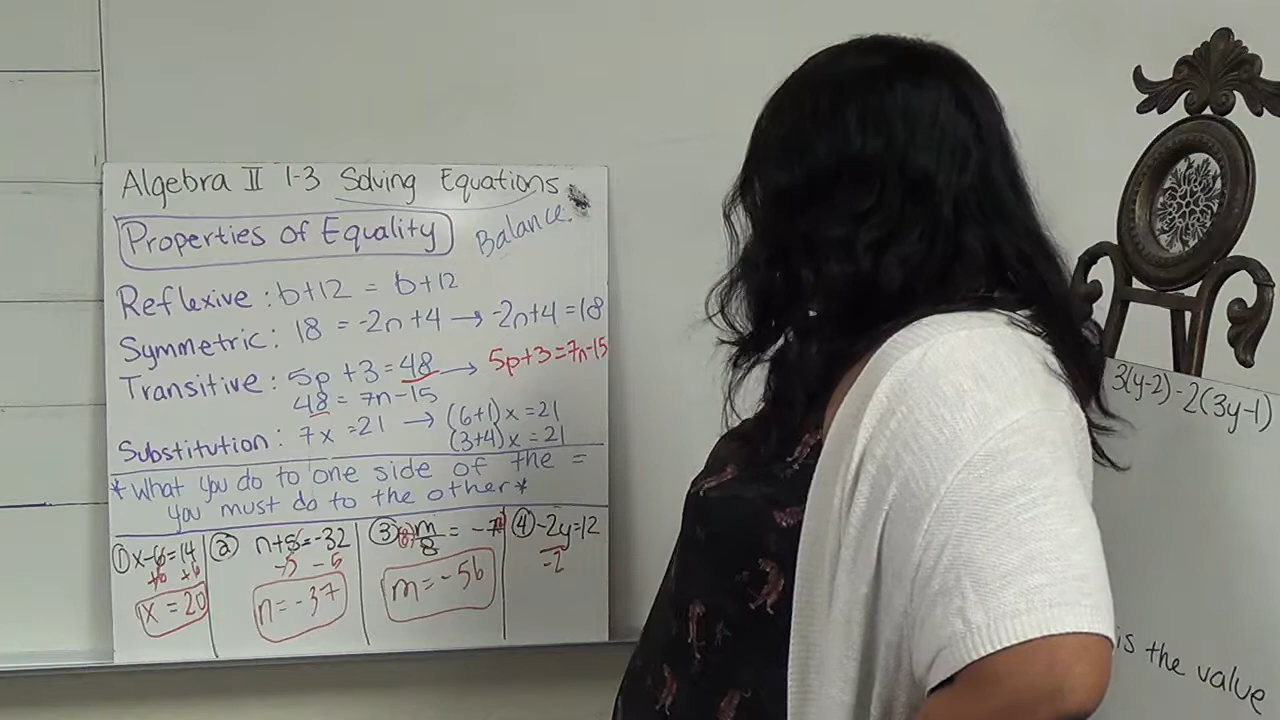 Algebra II 1-3 Solving Equations
Balance.
Properties of Equality
Reflexive: b+12 = b+12
Symmetric: 18 = -2n+4 → -2n+4=18
Transitive: 5p+3=48 → 5p+3=7n-15
48 = 7n-15
Substitution: 7x=21 → (6+1)x=21
(3+4)x=21
*What you do to one side of the =
you must do to the other*
① x-6=14
+6 +6
x=20
② n+5=-32
-5 -5
n=-37
③ (8) m/8 = -7
m=-56
④ -2y=12
-2
3(y-2)-2(3y-1)
is the value